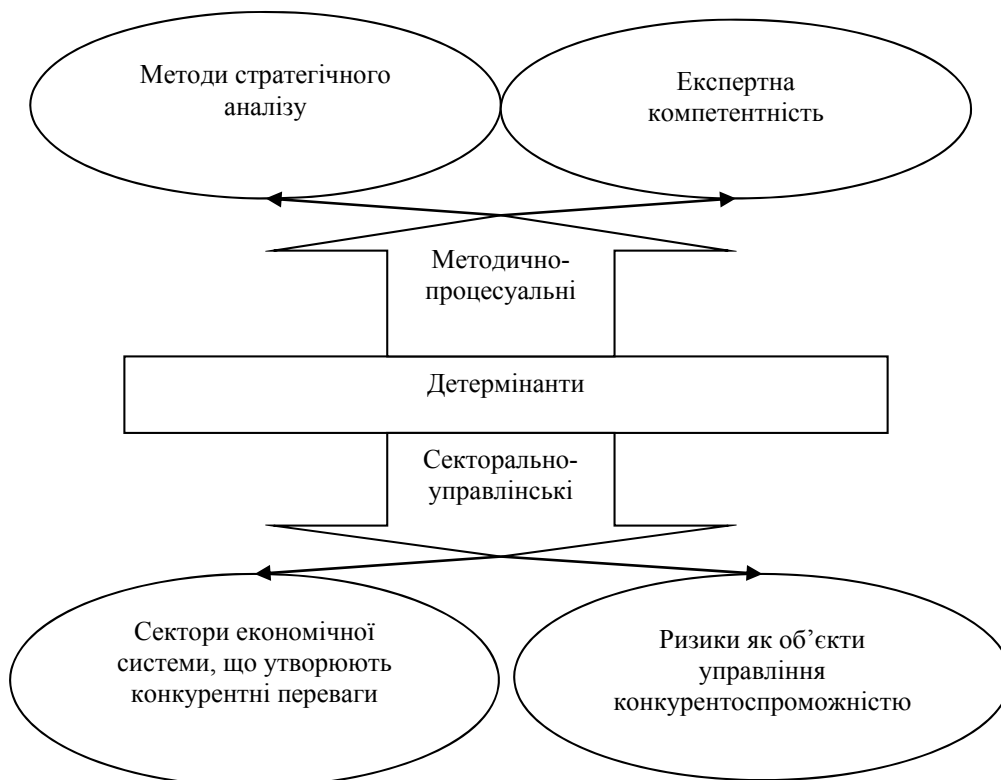 Методи стратегічного
аналізу
Експертна
компетентність
Методично-
процесуальні
Детермінанти
Секторально-
управлінські
Сектори економічної
системи, що утворюють
конкурентні переваги
Ризики як об’єкти
управління
конкурентоспроможністю